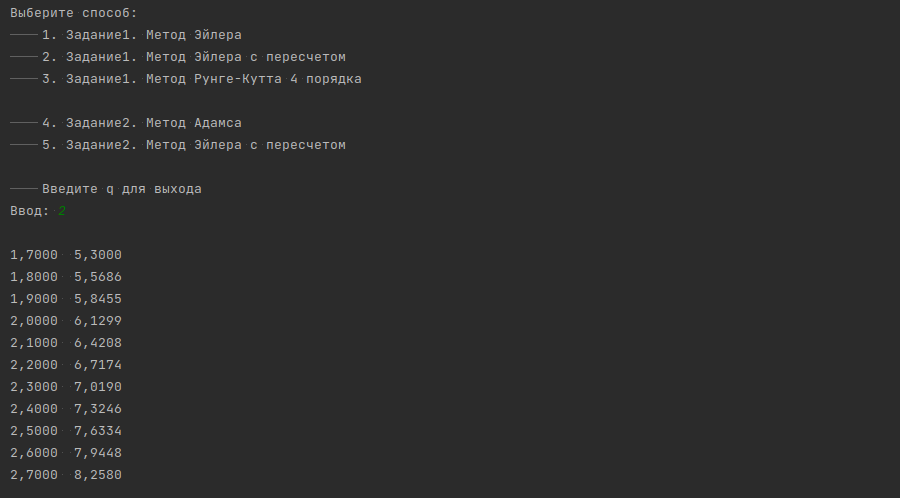 Выберите способ:
1. Задание1. Метод Эйлера
2. Задание1. Метод Эйлера с пересчетом
3. Задание1. Метод Рунге-Кутта 4 порядка
4. Задание2. Метод Адамса
5. Задание2. Метод Эйлера с пересчетом
Введите q для выхода
Ввод: 2
1,7000 5,3000
1,8000 5,5686
1,9000 5,8455
2,0000 6,1299
2,1000 6,4208
2,2000 6,7174
2,3000 7,0190
2,4000 7,3246
2,5000 7,6334
2,6000 7,9448
2,7000 8,2580